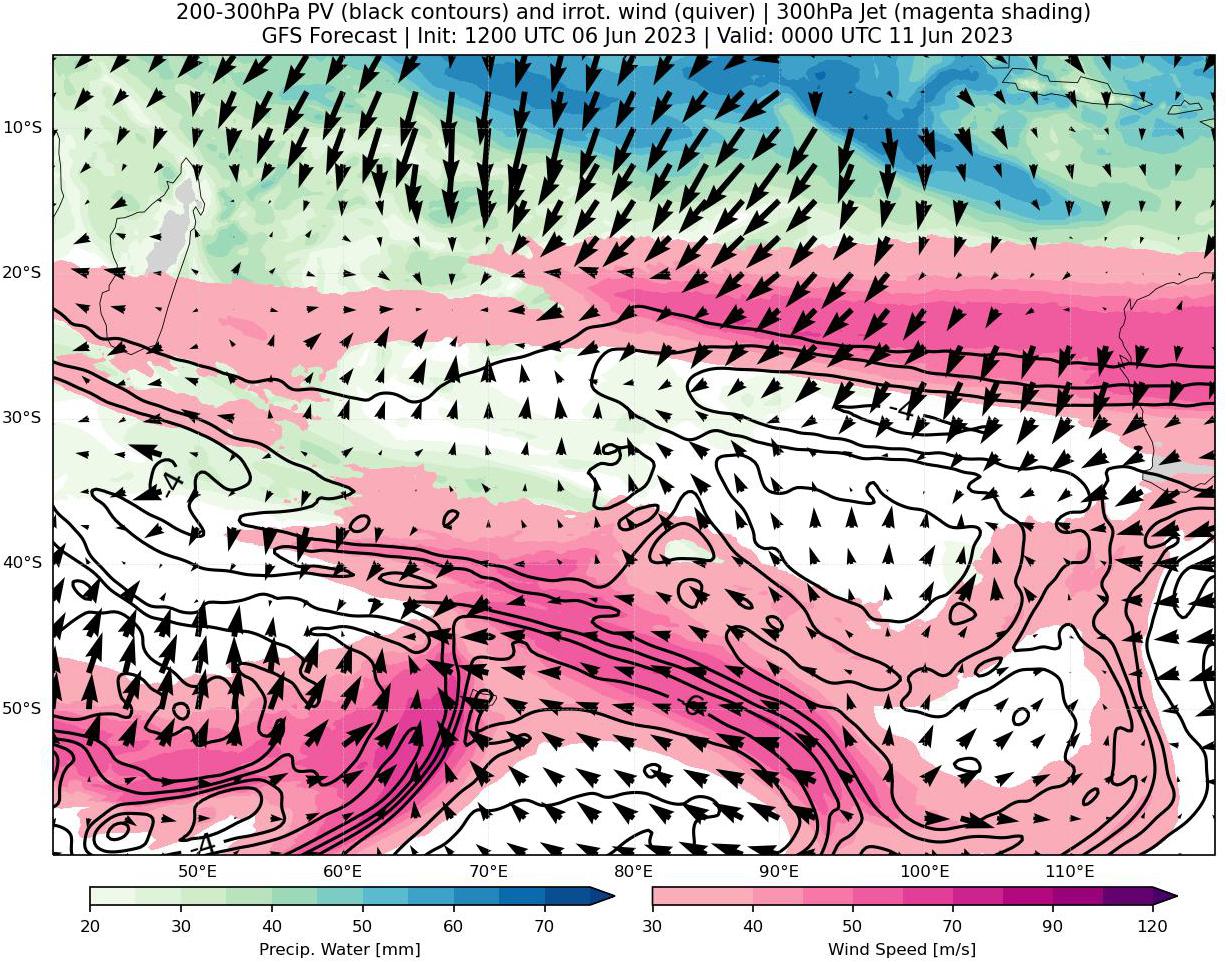 200-300hPa PV (black contours) and irrot. wind (quiver) | 300hPa Jet (magenta shading)
GFS Forecast | Init: 1200 UTC 06 Jun 2023 | Valid: 0000 UTC 11 Jun 2023
10°S
20°S
-4
30°S
-4
40°S
50°S
-6
-4
50°E 60°E 70°E 80°E 90°E 100°E 110°E
20 30 40 50 60 70
30 40 50 70 90 120
Precip. Water [mm]
Wind Speed [m/s]